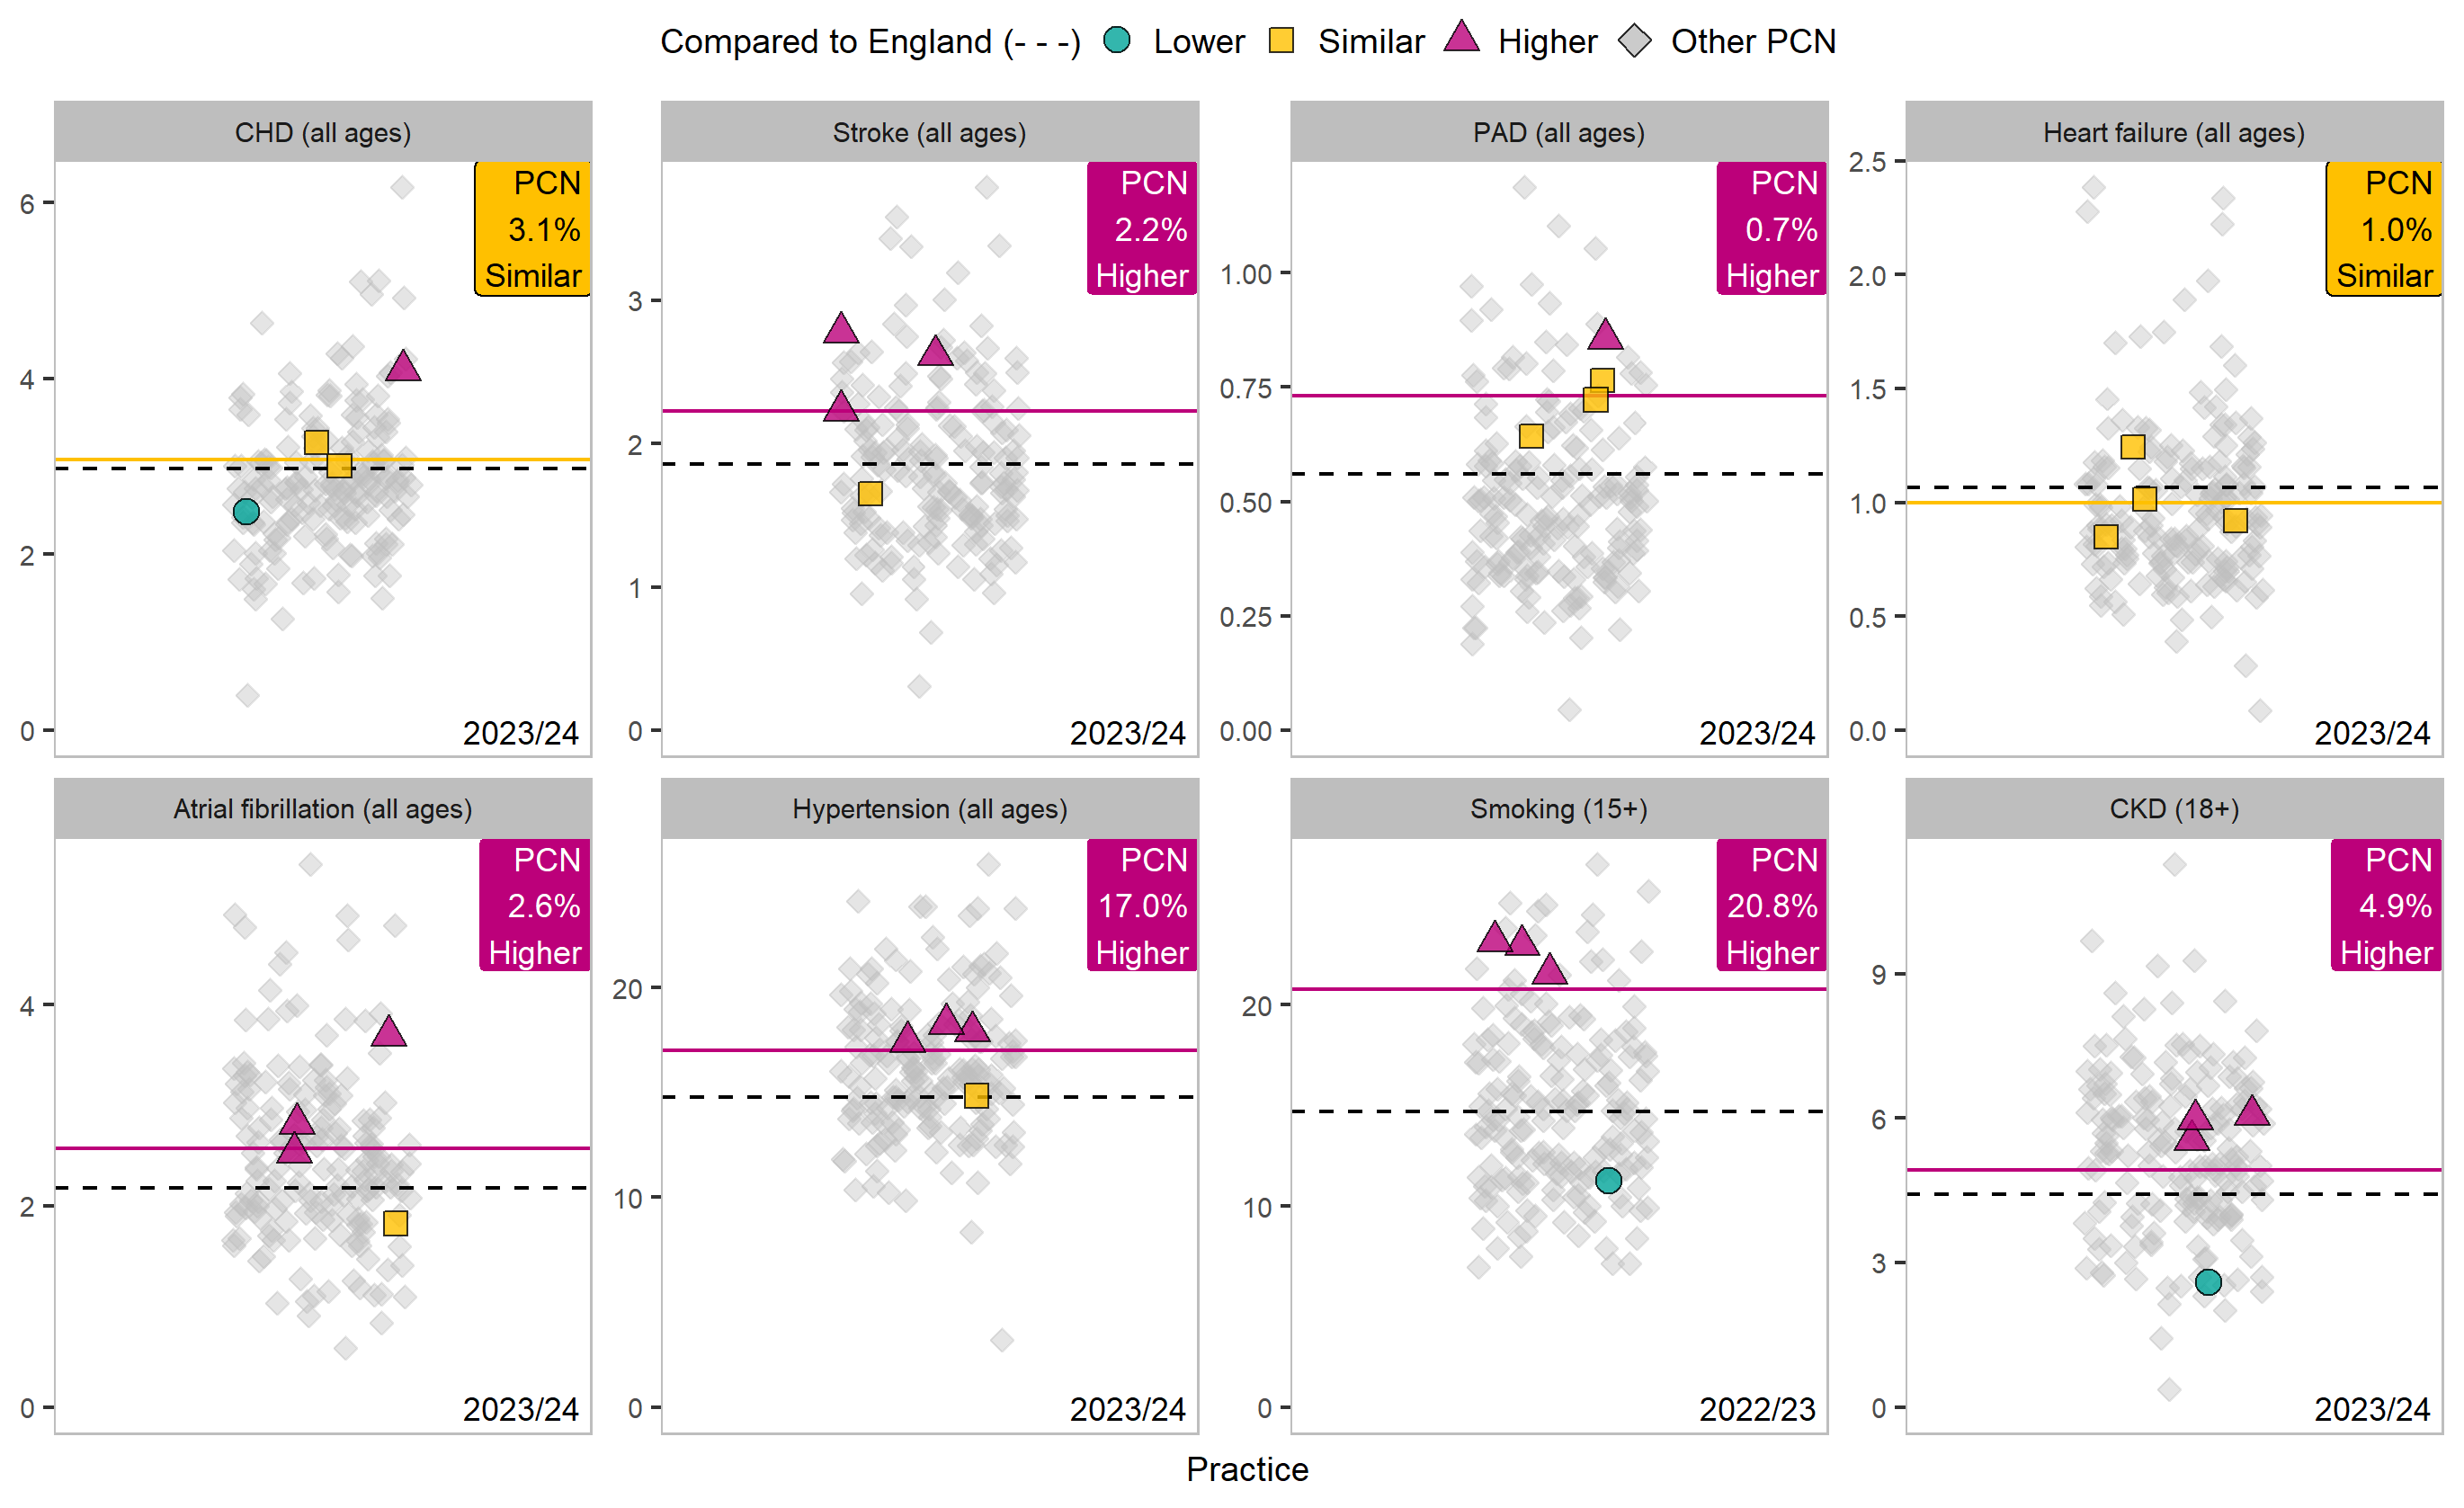 Compared to England (- - -) Lower Similar Higher Other PCN
CHD (all ages)
PCN
3.1%
Similar
6
4
2
0
2023/24
Stroke (all ages)
PCN
2.2%
Higher
3
2
1
0
2023/24
PAD (all ages)
PCN
0.7%
Higher
1.00
0.75
0.50
0.25
0.00
2023/24
Heart failure (all ages)
PCN
1.0%
Similar
2.5
2.0
1.5
1.0
0.5
0.0
2023/24
Atrial fibrillation (all ages)
PCN
2.6%
Higher
4
2
0
2023/24
Hypertension (all ages)
PCN
17.0%
Higher
20
10
0
2023/24
Smoking (15+)
PCN
20.8%
Higher
20
10
0
2022/23
CKD (18+)
PCN
4.9%
Higher
9
6
3
0
2023/24
Practice